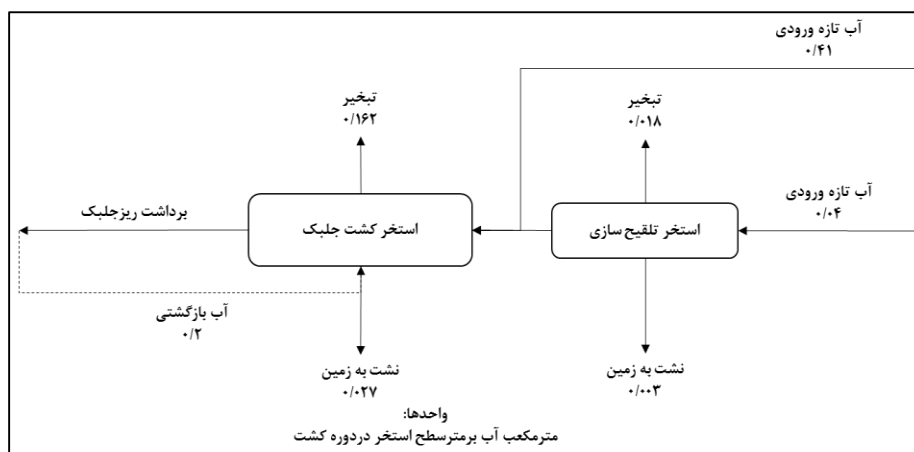 آب تازه ورودی
۰/۴۱
تبخیر
۰/۰۱۸
تبخیر
۰/۱۶۲
آب تازه ورودی
۰/۰۴
استخر تلقیح سازی
استخر کشت جلبک
برداشت ریزجلبک
آب بازگشتی
۰/۲
نشت به زمین
۰/۰۰۳
نشت به زمین
۰/۰۲۷
واحدها:
مترمکعب آب برمترسطح استخر دردوره کشت